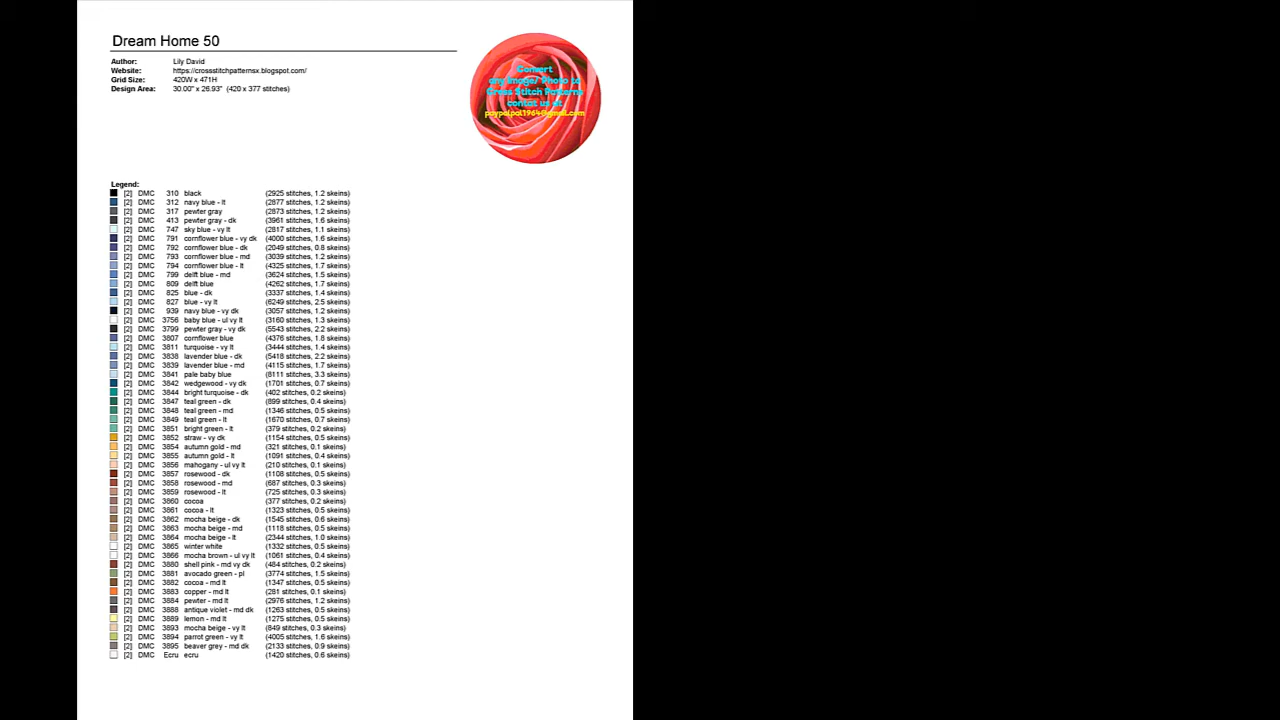 Dream Home 50
Author: Lily David
Website: https://crossstitchpatternsx.blogspot.com/
Grid Size: 420W x 471H
Design Area: 30.00" x 26.93" (420 x 377 stitches)
Convert
any Image/ Photo to
Cross Stitch Patterns
contat us at
paypalpal1964@gmail.com
Legend:
[2] DMC 310 black (2925 stitches, 1.2 skeins)
[2] DMC 312 navy blue - lt (2877 stitches, 1.2 skeins)
[2] DMC 317 pewter gray (2873 stitches, 1.2 skeins)
[2] DMC 413 pewter gray - dk (3961 stitches, 1.6 skeins)
[2] DMC 747 sky blue - vy lt (2817 stitches, 1.1 skeins)
[2] DMC 791 cornflower blue - vy dk (4000 stitches, 1.6 skeins)
[2] DMC 792 cornflower blue - dk (2049 stitches, 0.8 skeins)
[2] DMC 793 cornflower blue - md (3039 stitches, 1.2 skeins)
[2] DMC 794 cornflower blue - lt (4325 stitches, 1.7 skeins)
[2] DMC 799 delft blue - md (3624 stitches, 1.5 skeins)
[2] DMC 809 delft blue (4262 stitches, 1.7 skeins)
[2] DMC 825 blue - dk (3337 stitches, 1.4 skeins)
[2] DMC 827 blue - vy lt (6249 stitches, 2.5 skeins)
[2] DMC 939 navy blue - vy dk (3057 stitches, 1.2 skeins)
[2] DMC 3756 baby blue - ul vy lt (3160 stitches, 1.3 skeins)
[2] DMC 3799 pewter gray - vy dk (5543 stitches, 2.2 skeins)
[2] DMC 3807 cornflower blue (4376 stitches, 1.8 skeins)
[2] DMC 3811 turquoise - vy lt (3444 stitches, 1.4 skeins)
[2] DMC 3838 lavender blue - dk (5418 stitches, 2.2 skeins)
[2] DMC 3839 lavender blue - md (4115 stitches, 1.7 skeins)
[2] DMC 3841 pale baby blue (8111 stitches, 3.3 skeins)
[2] DMC 3842 wedgewood - vy dk (1701 stitches, 0.7 skeins)
[2] DMC 3844 bright turquoise - dk (402 stitches, 0.2 skeins)
[2] DMC 3847 teal green - dk (899 stitches, 0.4 skeins)
[2] DMC 3848 teal green - md (1346 stitches, 0.5 skeins)
[2] DMC 3849 teal green - lt (1670 stitches, 0.7 skeins)
[2] DMC 3851 bright green - lt (379 stitches, 0.2 skeins)
[2] DMC 3852 straw - vy dk (1154 stitches, 0.5 skeins)
[2] DMC 3854 autumn gold - md (321 stitches, 0.1 skeins)
[2] DMC 3855 autumn gold - lt (1091 stitches, 0.4 skeins)
[2] DMC 3856 mahogany - ul vy lt (210 stitches, 0.1 skeins)
[2] DMC 3857 rosewood - dk (1108 stitches, 0.5 skeins)
[2] DMC 3858 rosewood - md (687 stitches, 0.3 skeins)
[2] DMC 3859 rosewood - lt (725 stitches, 0.3 skeins)
[2] DMC 3860 cocoa (377 stitches, 0.2 skeins)
[2] DMC 3861 cocoa - lt (1323 stitches, 0.5 skeins)
[2] DMC 3862 mocha beige - dk (1545 stitches, 0.6 skeins)
[2] DMC 3863 mocha beige - md (1118 stitches, 0.5 skeins)
[2] DMC 3864 mocha beige - lt (2344 stitches, 1.0 skeins)
[2] DMC 3865 winter white (1332 stitches, 0.5 skeins)
[2] DMC 3866 mocha brown - ul vy lt (1061 stitches, 0.4 skeins)
[2] DMC 3880 shell pink - md vy dk (484 stitches, 0.2 skeins)
[2] DMC 3881 avocado green - pl (3774 stitches, 1.5 skeins)
[2] DMC 3882 cocoa - md lt (1347 stitches, 0.5 skeins)
[2] DMC 3883 copper - md lt (281 stitches, 0.1 skeins)
[2] DMC 3884 pewter - md lt (2976 stitches, 1.2 skeins)
[2] DMC 3888 antique violet - md dk (1263 stitches, 0.5 skeins)
[2] DMC 3889 lemon - md lt (1275 stitches, 0.5 skeins)
[2] DMC 3893 mocha beige - vy lt (849 stitches, 0.3 skeins)
[2] DMC 3894 parrot green - vy lt (4005 stitches, 1.6 skeins)
[2] DMC 3895 beaver grey - md dk (2133 stitches, 0.9 skeins)
[2] DMC Ecru ecru (1420 stitches, 0.6 skeins)